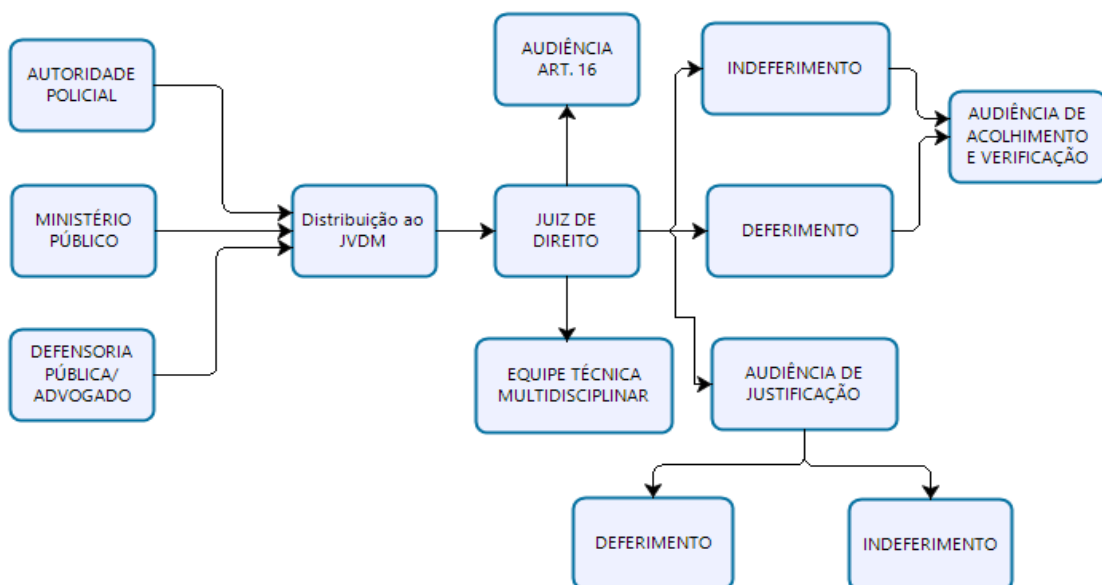 AUTORIDADE
POLICIAL
MINISTÉRIO
PÚBLICO
DEFENSORIA
PÚBLICA/
ADVOGADO
Distribuição ao
JVDM
AUDIÊNCIA
ART. 16
JUIZ DE
DIREITO
EQUIPE TÉCNICA
MULTIDISCIPLINAR
INDEFERIMENTO
DEFERIMENTO
AUDIÊNCIA DE
JUSTIFICAÇÃO
AUDIÊNCIA DE
ACOLHIMENTO
E VERIFICAÇÃO
DEFERIMENTO
INDEFERIMENTO